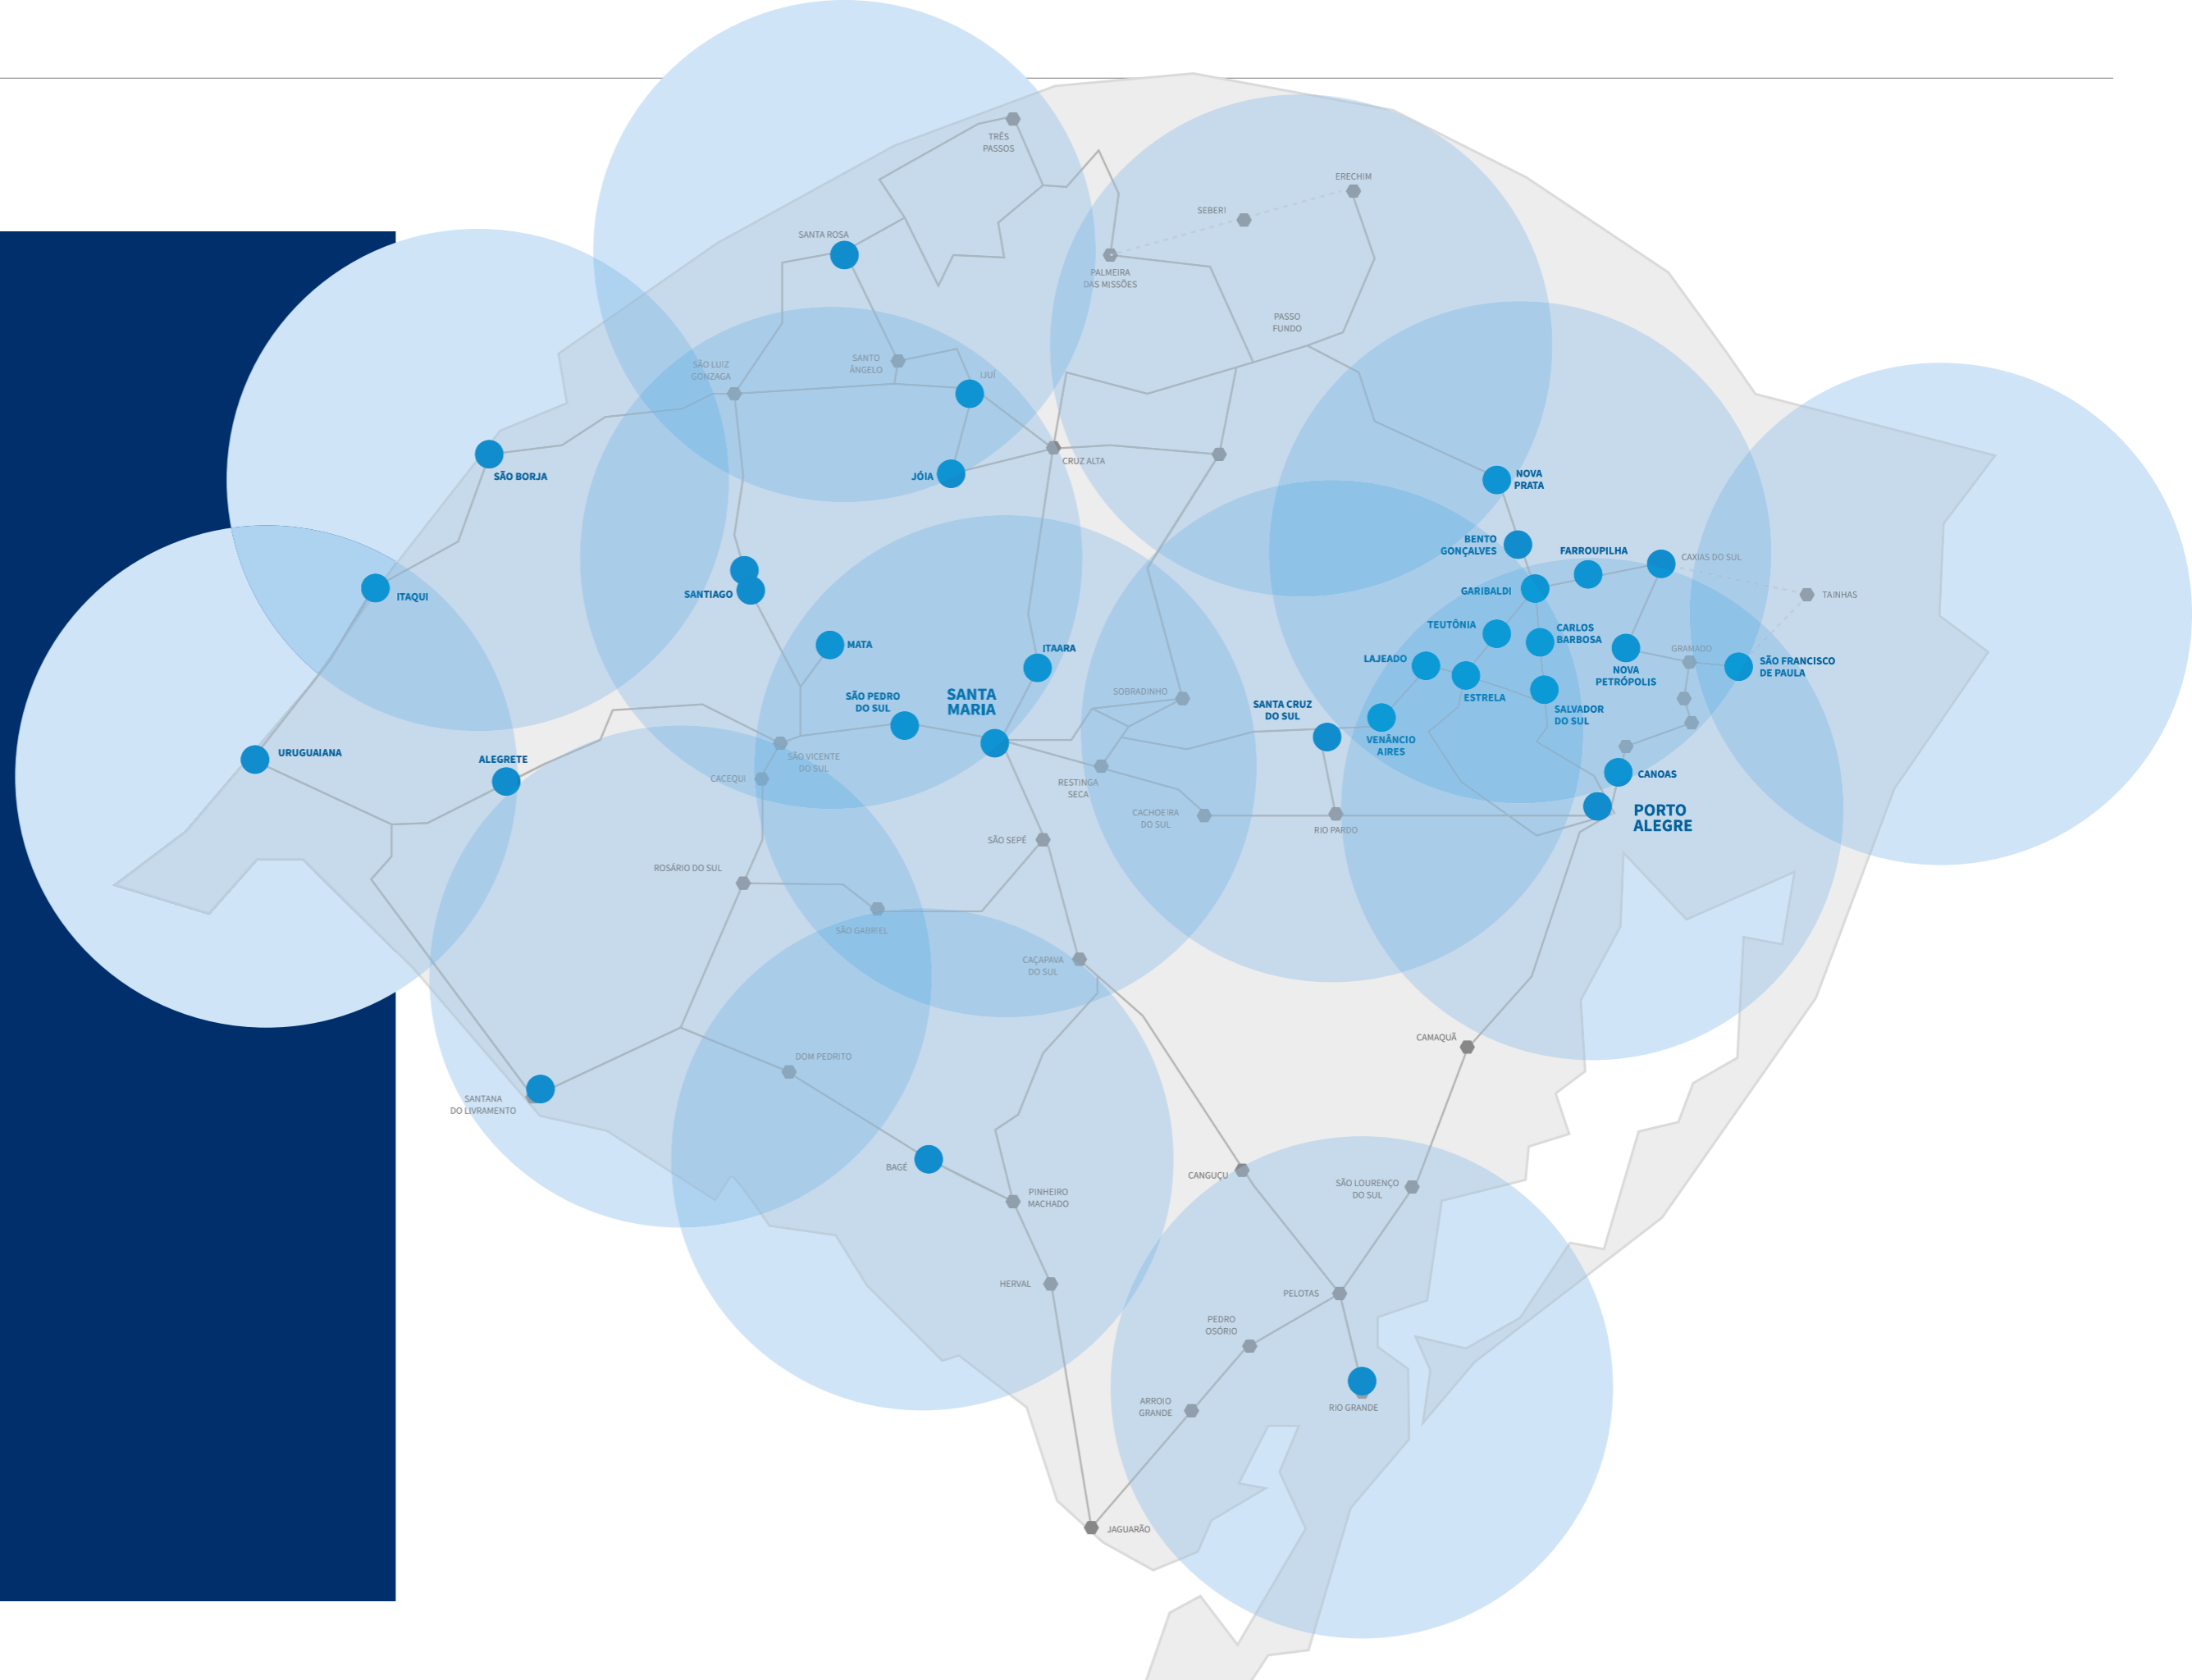 TRÊS
PASSOS
ERECHIM
SEBERI
SANTA ROSA
PALMEIRA
DAS MISSÕES
PASSO
FUNDO
SÃO LUIZ
GONZAGA
SANTO
ÂNGELO
IJUÍ
CRUZ ALTA
SÃO BORJA
JÓIA
NOVA
PRATA
BENTO
GONÇALVES
FARROUPILHA
CAXIAS DO SUL
ITAQUI
SANTIAGO
GARIBALDI
TAINHAS
TEUTÔNIA
CARLOS
BARBOSA
MATA
ITAARA
LAJEADO
GRAMADO
NOVA
PETRÓPOLIS
SÃO FRANCISCO
DE PAULA
SÃO PEDRO
DO SUL
SANTA
MARIA
SOBRADINHO
SANTA CRUZ
DO SUL
ESTRELA
SALVADOR
DO SUL
VENÂNCIO
AIRES
URUGUAIANA
ALEGRETE
SÃO VICENTE
DO SUL
CACEQUI
RESTINGA
SECA
CANOAS
CACHOEIRA
DO SUL
RIO PARDO
PORTO
ALEGRE
SÃO SEPÉ
ROSÁRIO DO SUL
SÃO GABRIEL
CAÇAPAVA
DO SUL
CAMAQUÃ
DOM PEDRITO
SANTANA
DO LIVRAMENTO
BAGÉ
CANGUÇU
SÃO LOURENÇO
DO SUL
PINHEIRO
MACHADO
HERVAL
PELOTAS
PEDRO
OSÓRIO
ARROIO
GRANDE
RIO GRANDE
JAGUARÃO